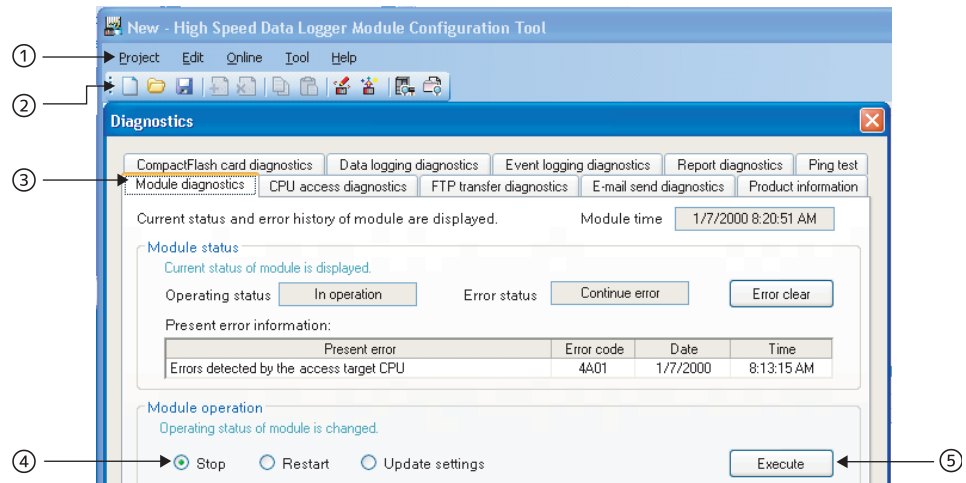 New - High Speed Data Logger Module Configuration Tool
① Project Edit Online Tool Help
②
Diagnostics
CompactFlash card diagnostics Data logging diagnostics Event logging diagnostics Report diagnostics Ping test
③ Module diagnostics CPU access diagnostics FTP transfer diagnostics E-mail send diagnostics Product information
Current status and error history of module are displayed. Module time 1/7/2000 8:20:51 AM
Module status
Current status of module is displayed.
Operating status In operation Error status Continue error Error clear
Present error information:
Present error Error code Date Time
Errors detected by the access target CPU 4A01 1/7/2000 8:13:15 AM
Module operation
Operating status of module is changed.
④ Stop Restart Update settings Execute ⑤